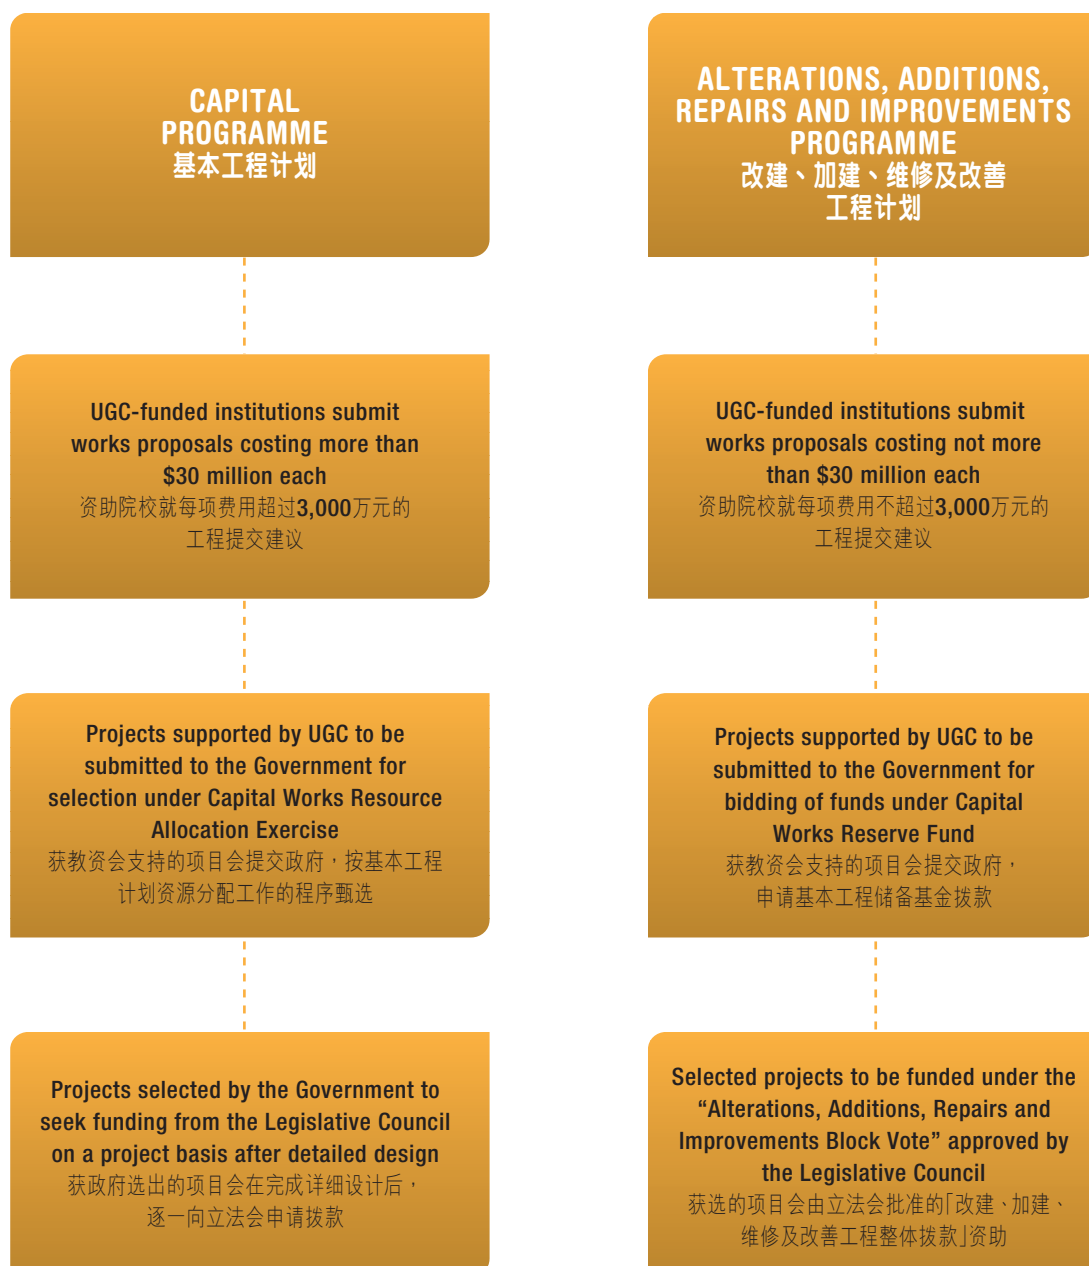 CAPITAL
PROGRAMME
基本工程计划
UGC-funded institutions submit
works proposals costing more than
$30 million each
资助院校就每项费用超过3,000万元的
工程提交建议
Projects supported by UGC to be
submitted to the Government for
selection under Capital Works Resource
Allocation Exercise
获教资会支持的项目会提交政府，按基本工程
计划资源分配工作的程序甄选
Projects selected by the Government to
seek funding from the Legislative Council
on a project basis after detailed design
获政府选出的项目会在完成详细设计后，
逐一向立法会申请拨款
ALTERATIONS, ADDITIONS,
REPAIRS AND IMPROVEMENTS
PROGRAMME
改建、加建、维修及改善
工程计划
UGC-funded institutions submit
works proposals costing not more
than $30 million each
资助院校就每项费用不超过3,000万元的
工程提交建议
Projects supported by UGC to be
submitted to the Government for
bidding of funds under Capital
Works Reserve Fund
获教资会支持的项目会提交政府，
申请基本工程储备基金拨款
Selected projects to be funded under the
“Alterations, Additions, Repairs and
Improvements Block Vote” approved by
the Legislative Council
获选的项目会由立法会批准的「改建、加建、
维修及改善工程整体拨款」资助